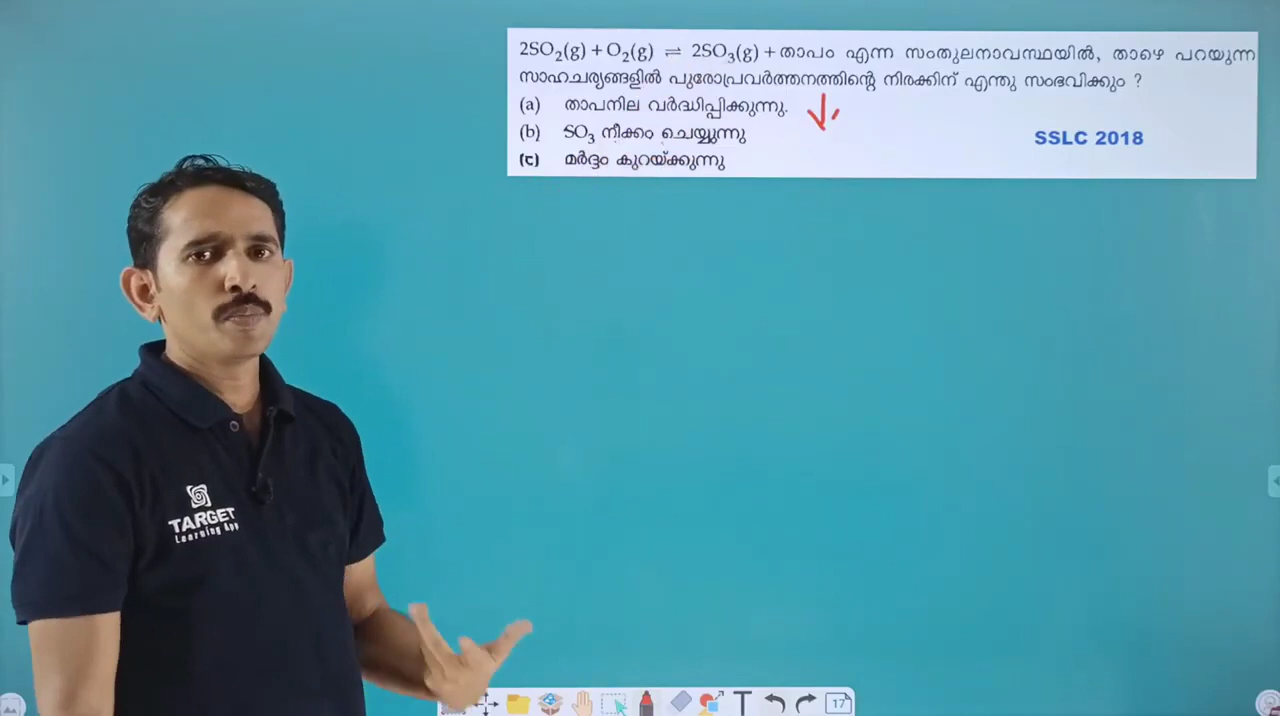 2SO₂(g) + O₂(g) ⇌ 2SO₃(g) + താപം എന്ന സംതുലനാവസ്ഥയിൽ, താഴെ പറയുന്ന
സാഹചര്യങ്ങളിൽ പുരോപ്രവർത്തനത്തിന്റെ നിരക്കിന് എന്തു സംഭവിക്കും ?
(a) താപനില വർദ്ധിപ്പിക്കുന്നു.
(b) SO₃ നീക്കം ചെയ്യുന്നു
(c) മർദ്ദം കുറയ്ക്കുന്നു
SSLC 2018
TARGET
Learning App
17